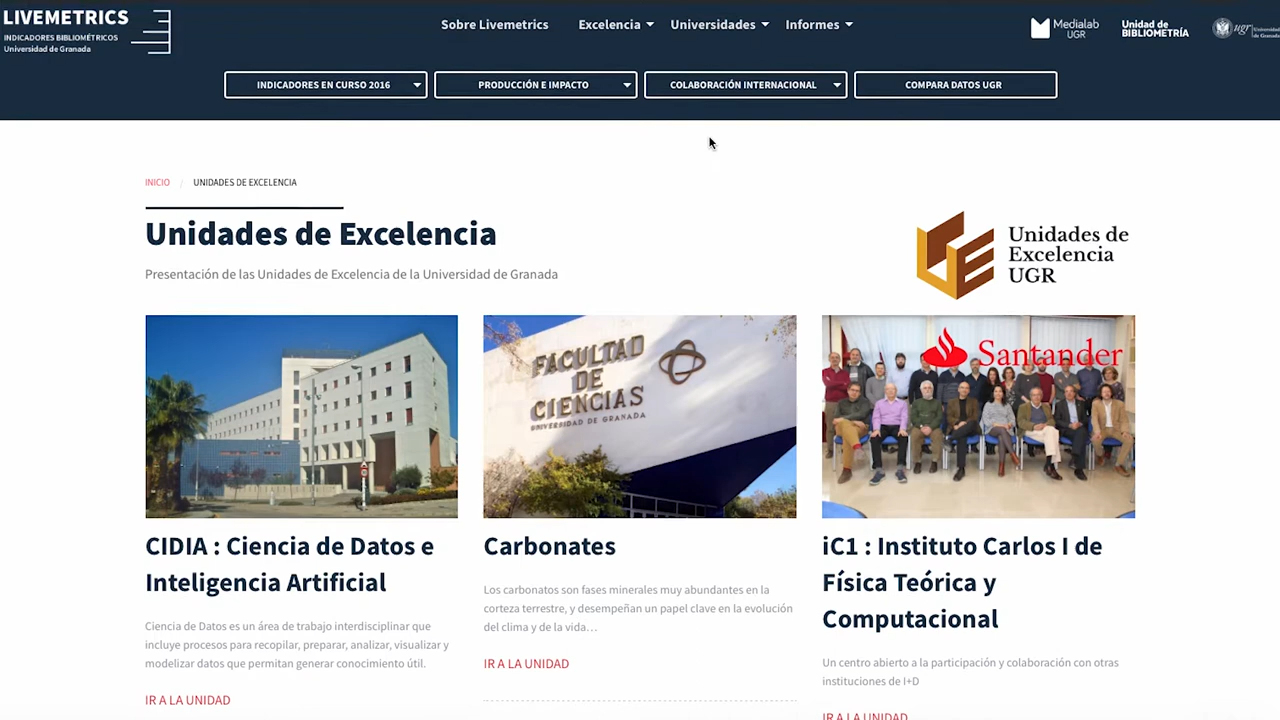 LIVEMETRICS
INDICADORES BIBLIOMÉTRICOS
Universidad de Granada
Sobre Livemetrics
Excelencia
Universidades
Informes
Medialab
UGR
Unidad de
BIBLIOMETRÍA
ugr
Universidad
de Granada
INDICADORES EN CURSO 2016
PRODUCCIÓN E IMPACTO
COLABORACIÓN INTERNACIONAL
COMPARA DATOS UGR
INICIO / UNIDADES DE EXCELENCIA
Unidades de Excelencia
Presentación de las Unidades de Excelencia de la Universidad de Granada
Unidades de
Excelencia
UGR
FACULTAD
DE
CIENCIAS
UNIVERSIDAD DE GRANADA
Santander
CIDIA : Ciencia de Datos e
Inteligencia Artificial
Ciencia de Datos es un área de trabajo interdisciplinar que
incluye procesos para recopilar, preparar, analizar, visualizar y
modelizar datos que permitan generar conocimiento útil.
IR A LA UNIDAD
Carbonates
Los carbonatos son fases minerales muy abundantes en la
corteza terrestre, y desempeñan un papel clave en la evolución
del clima y de la vida…
IR A LA UNIDAD
iC1 : Instituto Carlos I de
Física Teórica y
Computacional
Un centro abierto a la participación y colaboración con otras
instituciones de I+D
IR A LA UNIDAD